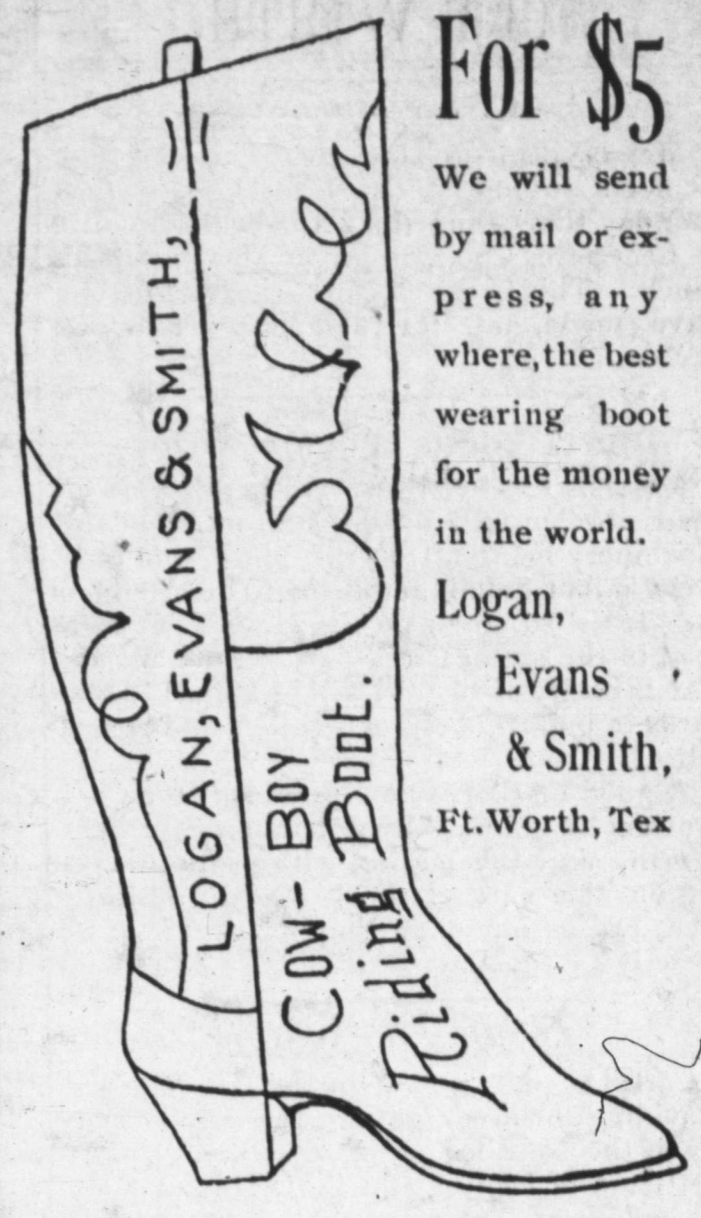 For $5
We will send
by mail or ex-
press, any
where, the best
wearing boot
for the money
in the world.
Logan,
Evans
& Smith,
Ft. Worth, Tex
LOGAN, EVANS & SMITH,
COW-BOY
Riding Boot.